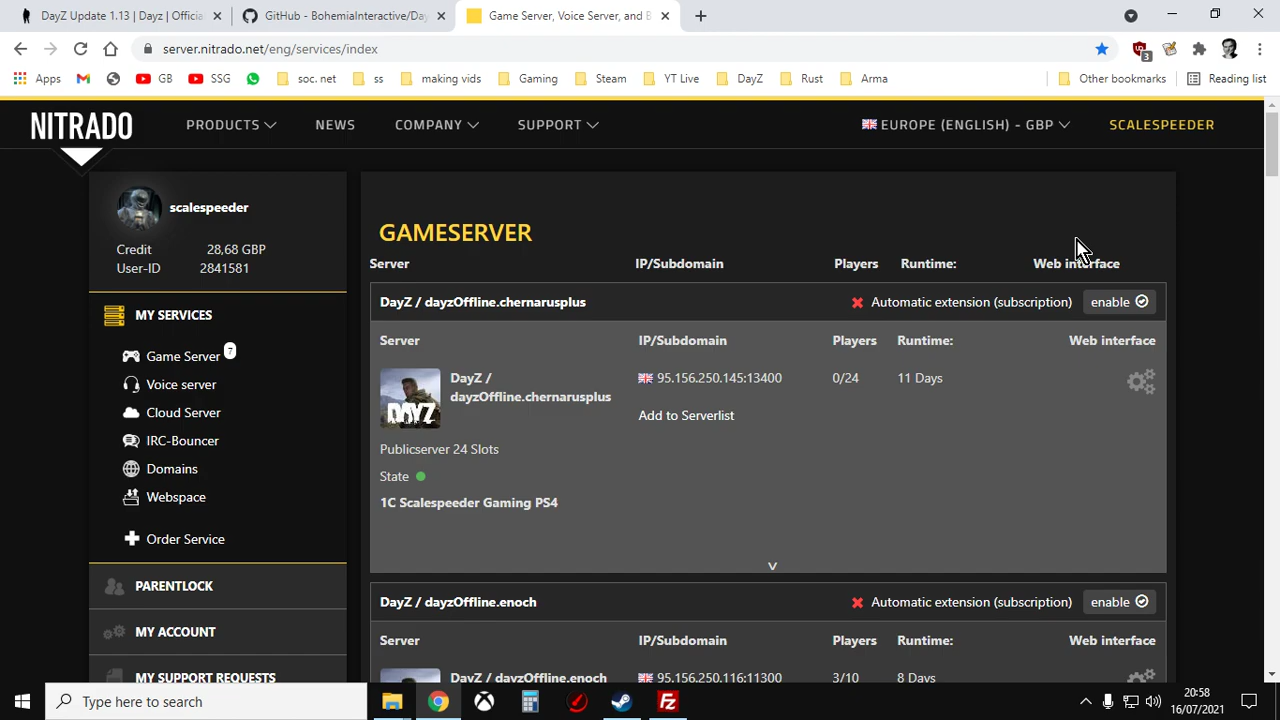 DayZ Update 1.13 | Dayz | Officia
GitHub - BohemiaInteractive/Day
Game Server, Voice Server, and B
server.nitrado.net/eng/services/index
3
Apps
GB
SSG
soc. net
ss
making vids
Gaming
Steam
YT Live
DayZ
Rust
Arma
Other bookmarks
Reading list
NITRADO
PRODUCTS
NEWS
COMPANY
SUPPORT
EUROPE (ENGLISH) - GBP
SCALESPEEDER
scalespeeder
Credit 28,68 GBP
User-ID 2841581
MY SERVICES
Game Server 7
Voice server
Cloud Server
IRC-Bouncer
Domains
Webspace
Order Service
PARENTLOCK
MY ACCOUNT
MY SUPPORT REQUESTS
GAMESERVER
Server IP/Subdomain Players Runtime: Web interface
DayZ / dayzOffline.chernarusplus Automatic extension (subscription) enable
Server IP/Subdomain Players Runtime: Web interface
DAYZ
DayZ /
dayzOffline.chernarusplus
95.156.250.145:13400 0/24 11 Days
Add to Serverlist
Publicserver 24 Slots
State
1C Scalespeeder Gaming PS4
v
DayZ / dayzOffline.enoch Automatic extension (subscription) enable
Server IP/Subdomain Players Runtime: Web interface
DayZ / dayzOffline.enoch 95.156.250.116:11300 3/10 8 Days
Type here to search
20:58
16/07/2021